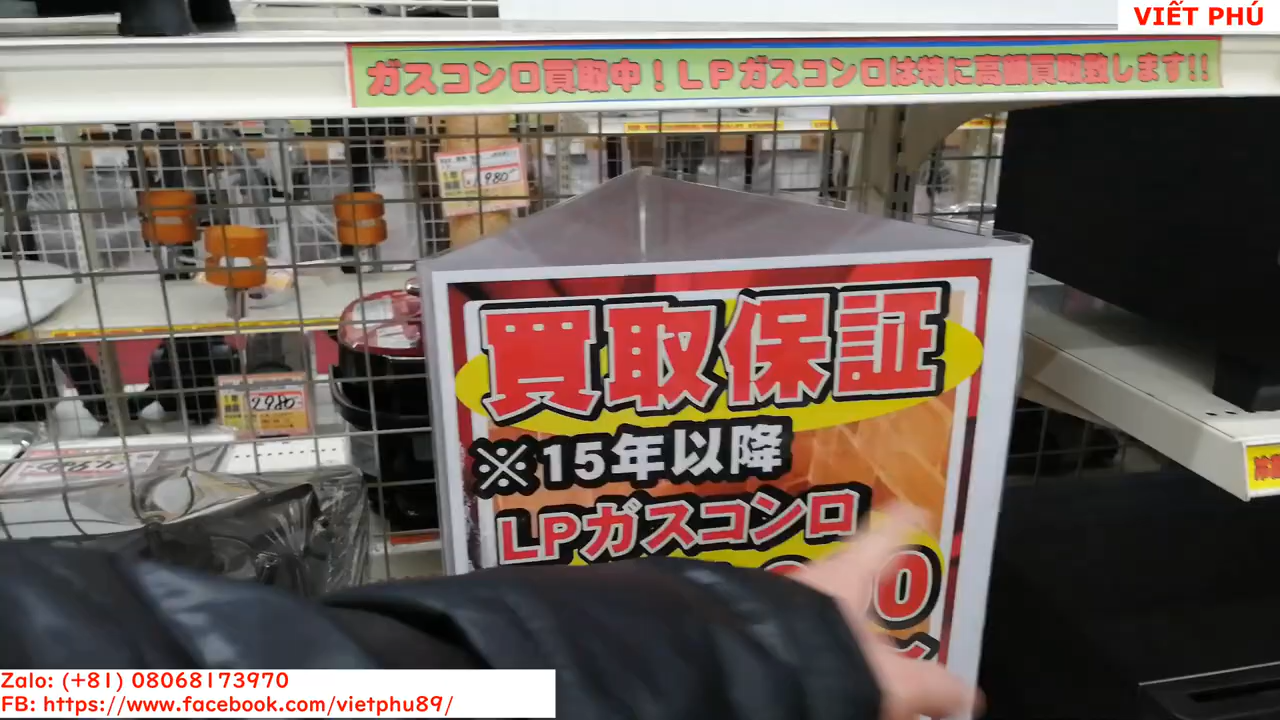 VIẾT PHÚ
ガスコンロ買取中！LPガスコンロは特に高額買取致します!!
980-
2,980-
買取保証
※15年以降
LPガスコンロ
Zalo: (+81) 08068173970
FB: https://www.facebook.com/vietphu89/